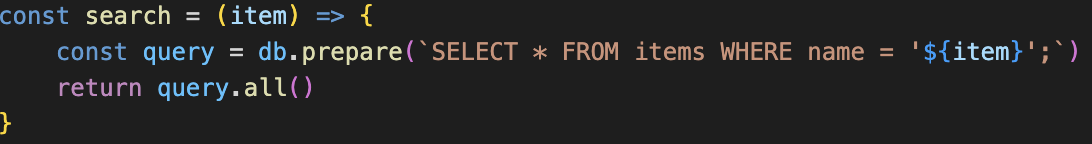 const search = (item) => {
    const query = db.prepare(`SELECT * FROM items WHERE name = '${item}';`)
    return query.all()
}